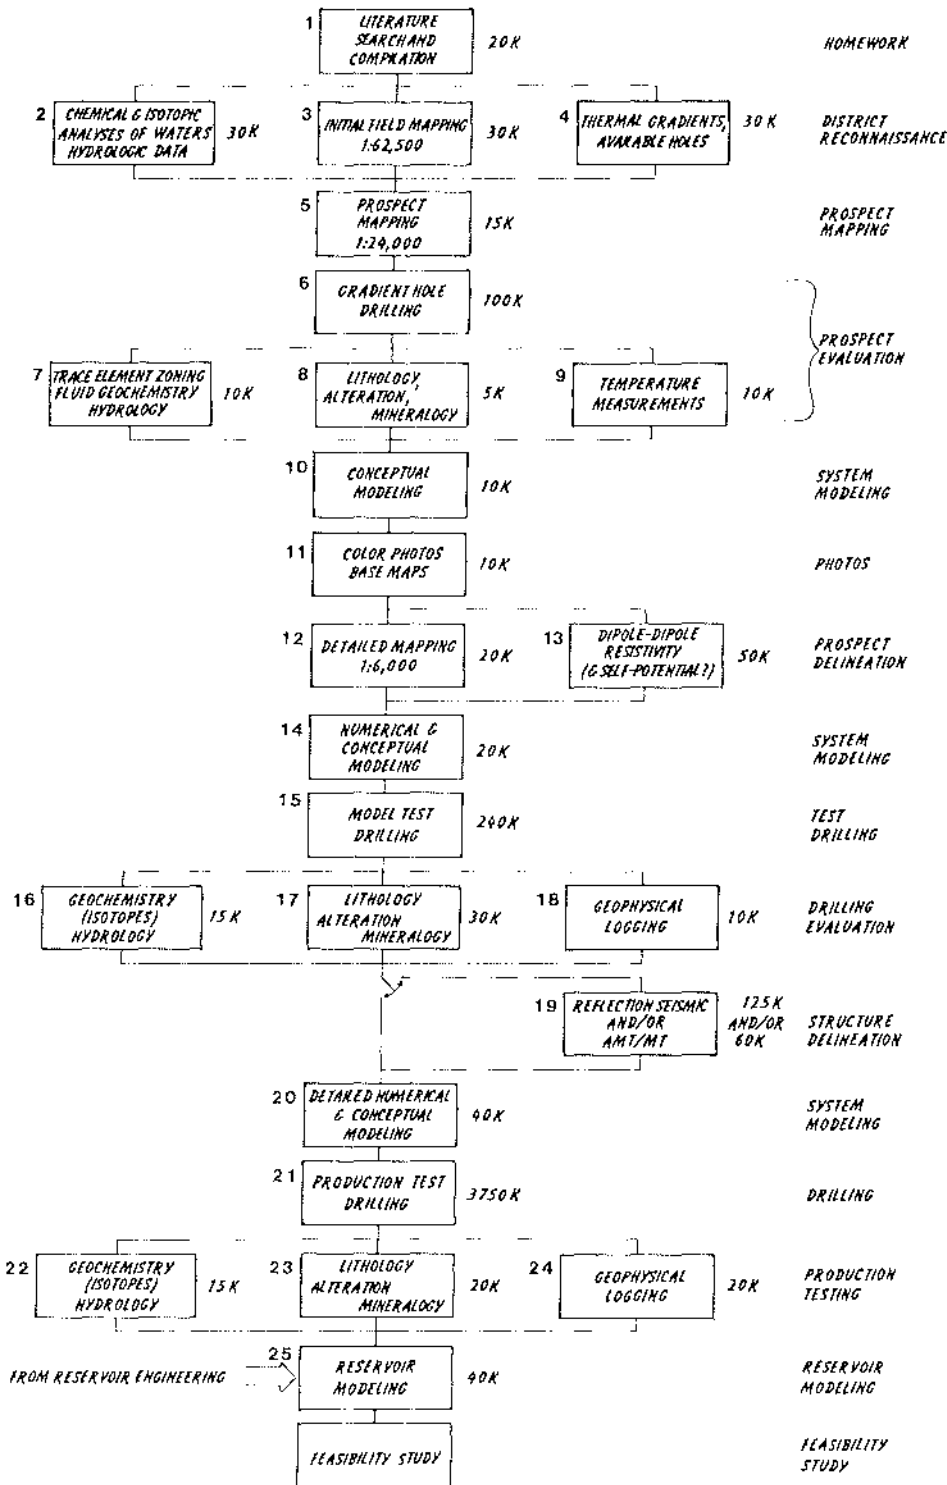 1
LITERATURE
SEARCH AND
COMPILATION
20K
HOMEWORK
2
CHEMICAL & ISOTOPIC
ANALYSES OF WATERS
HYDROLOGIC DATA
30K
3
INITIAL FIELD MAPPING
1:62,500
30K
4
THERMAL GRADIENTS,
AVAILABLE HOLES
30K
DISTRICT
RECONNAISSANCE
5
PROSPECT
MAPPING
1:24,000
15K
PROSPECT
MAPPING
6
GRADIENT HOLE
DRILLING
100K
PROSPECT
EVALUATION
7
TRACE ELEMENT ZONING
FLUID GEOCHEMISTRY
HYDROLOGY
10K
8
LITHOLOGY,
ALTERATION,
MINERALOGY
5K
9
TEMPERATURE
MEASUREMENTS
10K
10
CONCEPTUAL
MODELING
10K
SYSTEM
MODELING
11
COLOR PHOTOS
BASE MAPS
10K
PHOTOS
12
DETAILED MAPPING
1:6,000
20K
13
DIPOLE-DIPOLE
RESISTIVITY
(& SELF-POTENTIAL?)
50K
PROSPECT
DELINEATION
14
NUMERICAL &
CONCEPTUAL
MODELING
20K
SYSTEM
MODELING
15
MODEL TEST
DRILLING
240K
TEST
DRILLING
16
GEOCHEMISTRY
(ISOTOPES)
HYDROLOGY
15K
17
LITHOLOGY
ALTERATION
MINERALOGY
30K
18
GEOPHYSICAL
LOGGING
10K
DRILLING
EVALUATION
19
REFLECTION SEISMIC
AND/OR
AMT/MT
125K
AND/OR
60K
STRUCTURE
DELINEATION
20
DETAILED NUMERICAL
& CONCEPTUAL
MODELING
40K
SYSTEM
MODELING
21
PRODUCTION TEST
DRILLING
3750K
DRILLING
22
GEOCHEMISTRY
(ISOTOPES)
HYDROLOGY
15K
23
LITHOLOGY
ALTERATION
MINERALOGY
20K
24
GEOPHYSICAL
LOGGING
20K
PRODUCTION
TESTING
FROM RESERVOIR ENGINEERING
25
RESERVOIR
MODELING
40K
RESERVOIR
MODELING
FEASIBILITY STUDY
FEASIBILITY
STUDY